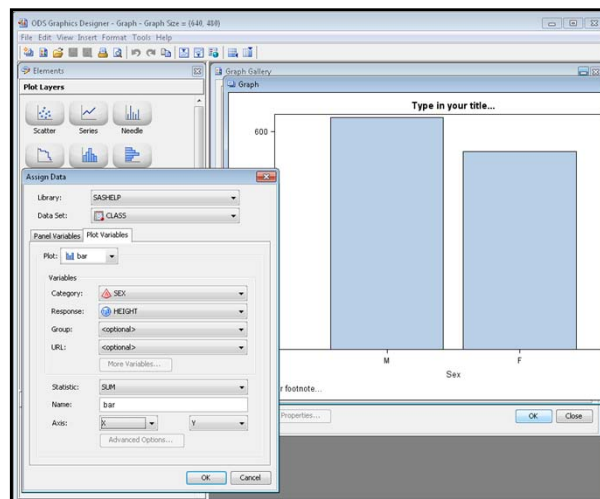 ODS Graphics Designer - Graph - Graph Size = (640, 480)
File Edit View Insert Format Tools Help
Elements
Plot Layers
Scatter Series Needle
Graph Gallery
Graph
Type in your title...
600
M F
Sex
r footnote...
Properties...
OK Close
Assign Data
Library: SASHELP
Data Set: CLASS
Panel Variables Plot Variables
Plot: bar
Variables
Category: SEX
Response: HEIGHT
Group: <optional>
URL: <optional>
More Variables...
Statistic: SUM
Name: bar
Axis: X Y
Advanced Options...
OK Cancel